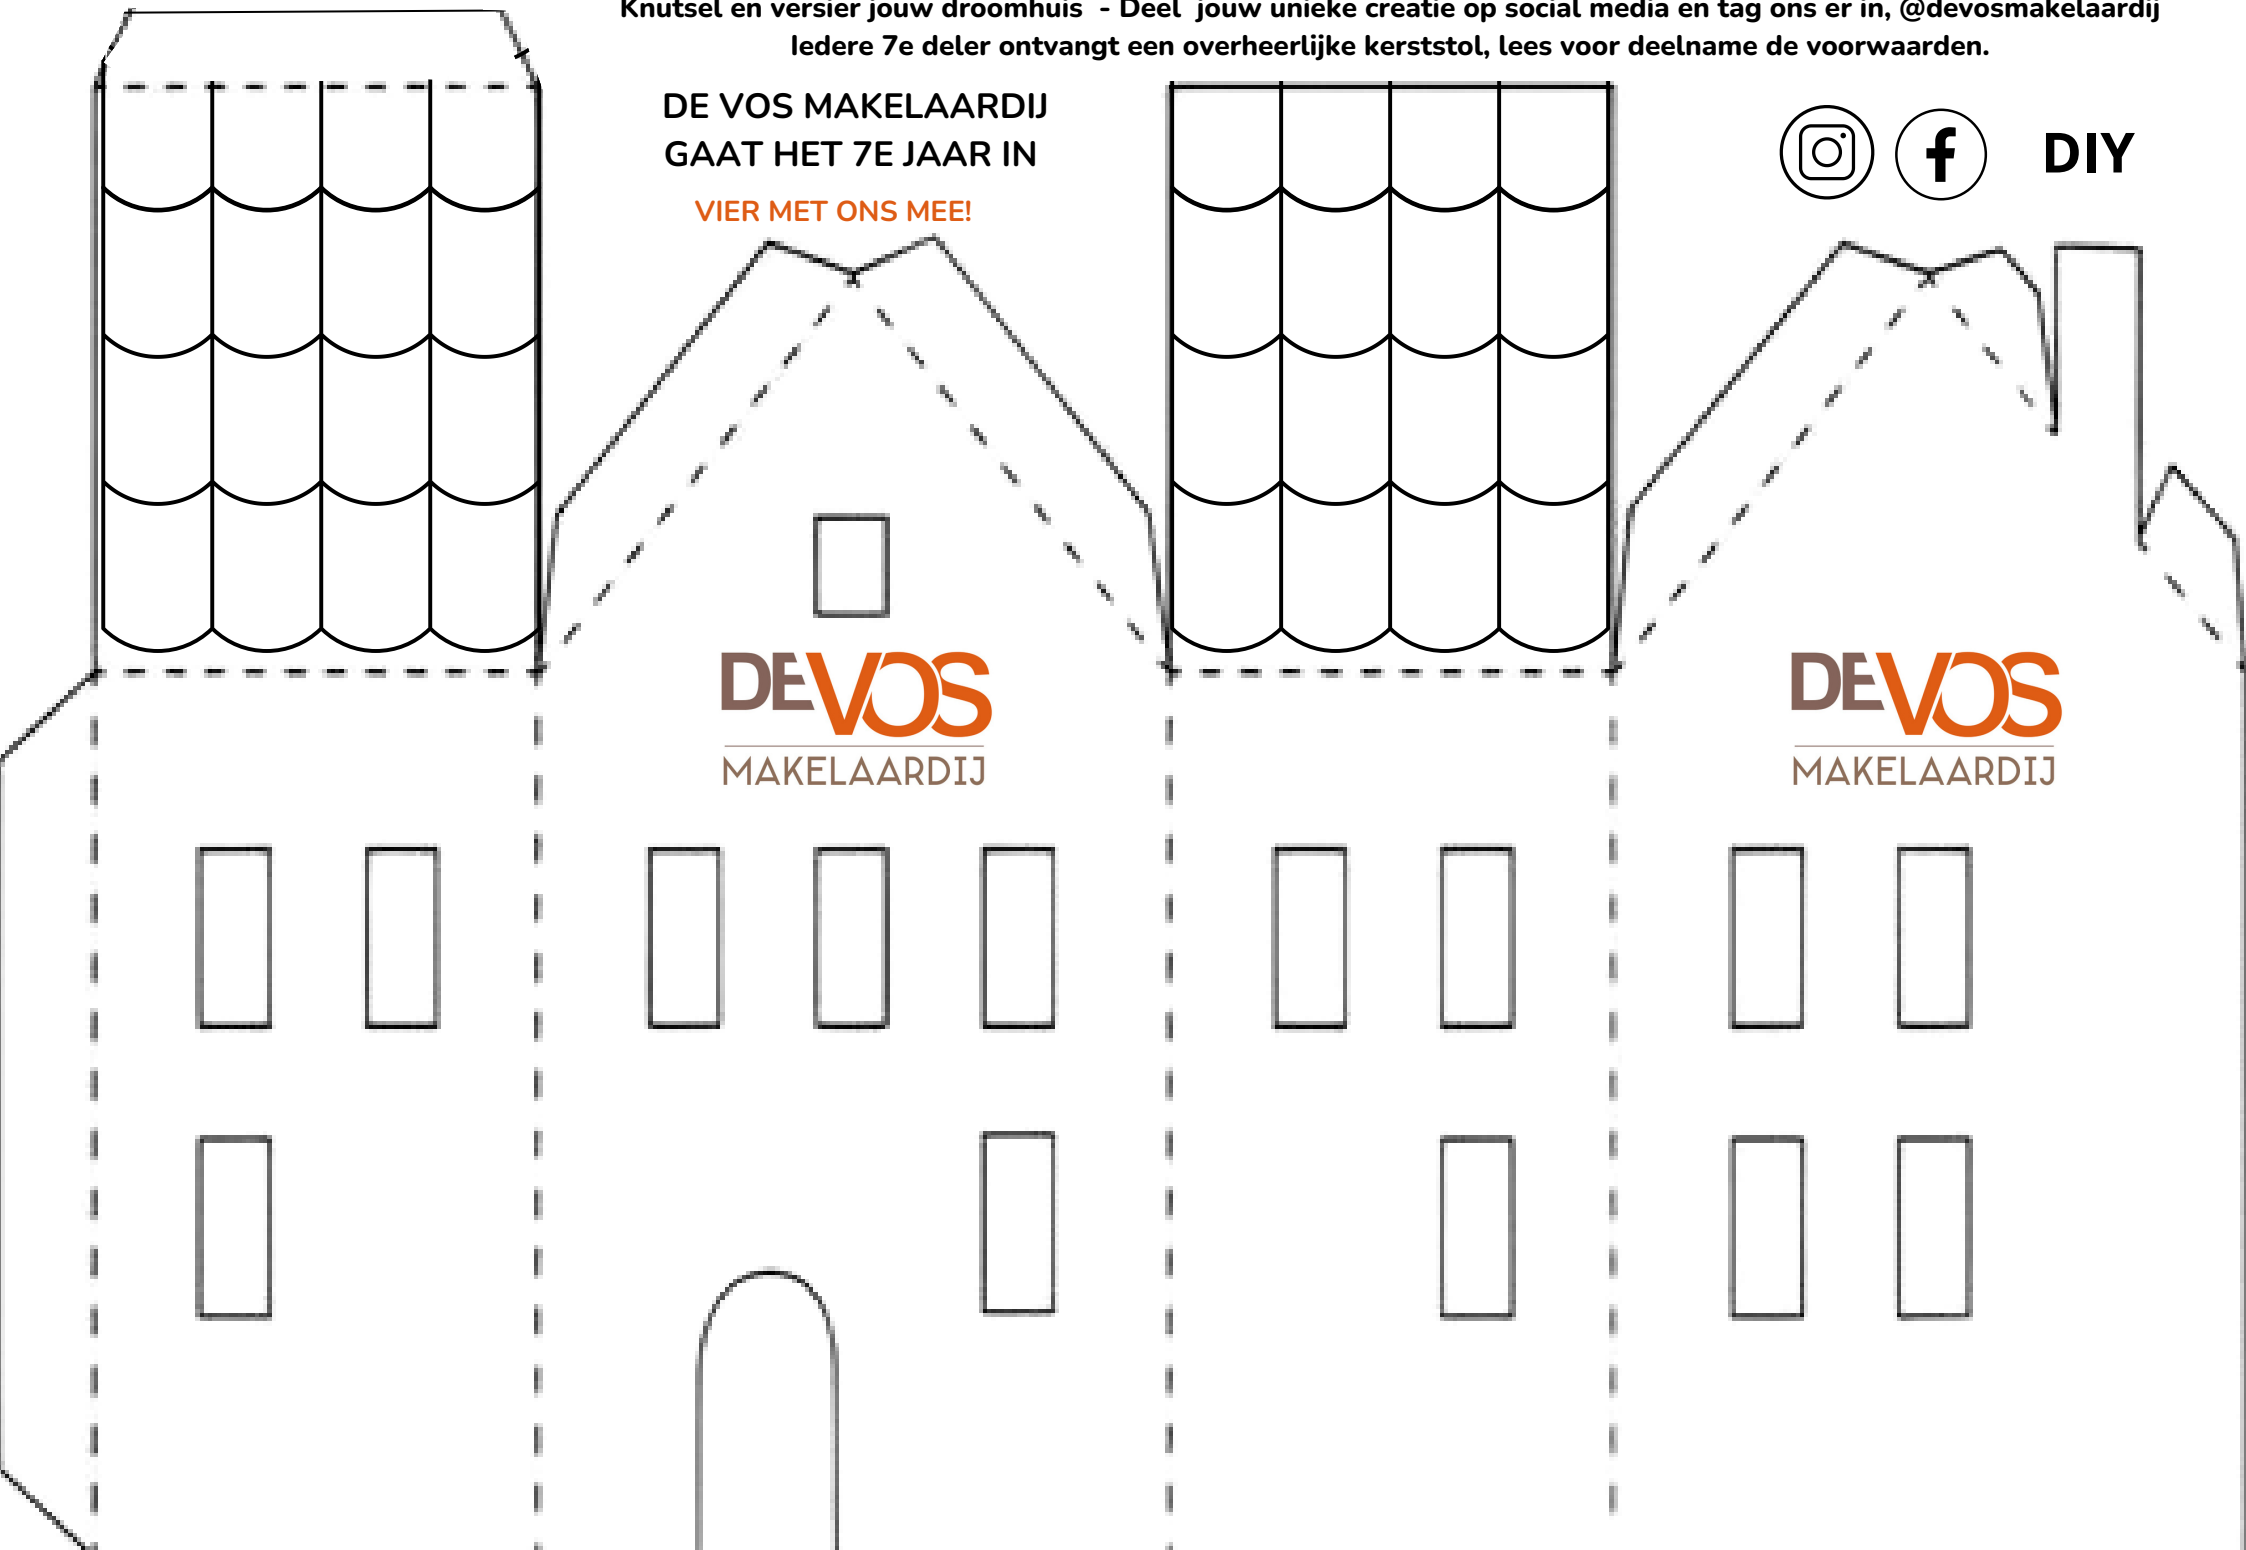 Knutsel en versier jouw droomhuis - Deel jouw unieke creatie op social media en tag ons er in, @devosmakelaardij
Iedere 7e deler ontvangt een overheerlijke kerststol, lees voor deelname de voorwaarden.
DE VOS MAKELAARDIJ
GAAT HET 7E JAAR IN
VIER MET ONS MEE!
DIY
DEVOS
MAKELAARDIJ
DEVOS
MAKELAARDIJ